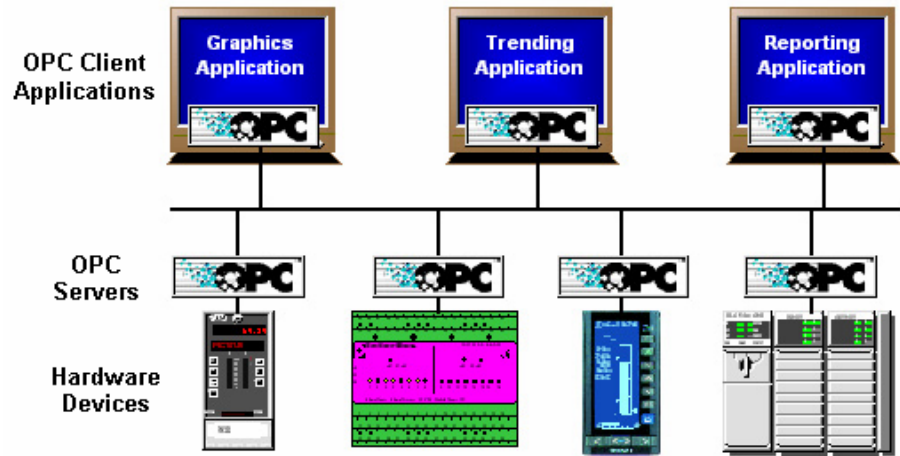 OPC Client
Applications
Graphics
Application
OPC
Trending
Application
OPC
Reporting
Application
OPC
OPC
Servers
OPC
OPC
OPC
OPC
Hardware
Devices